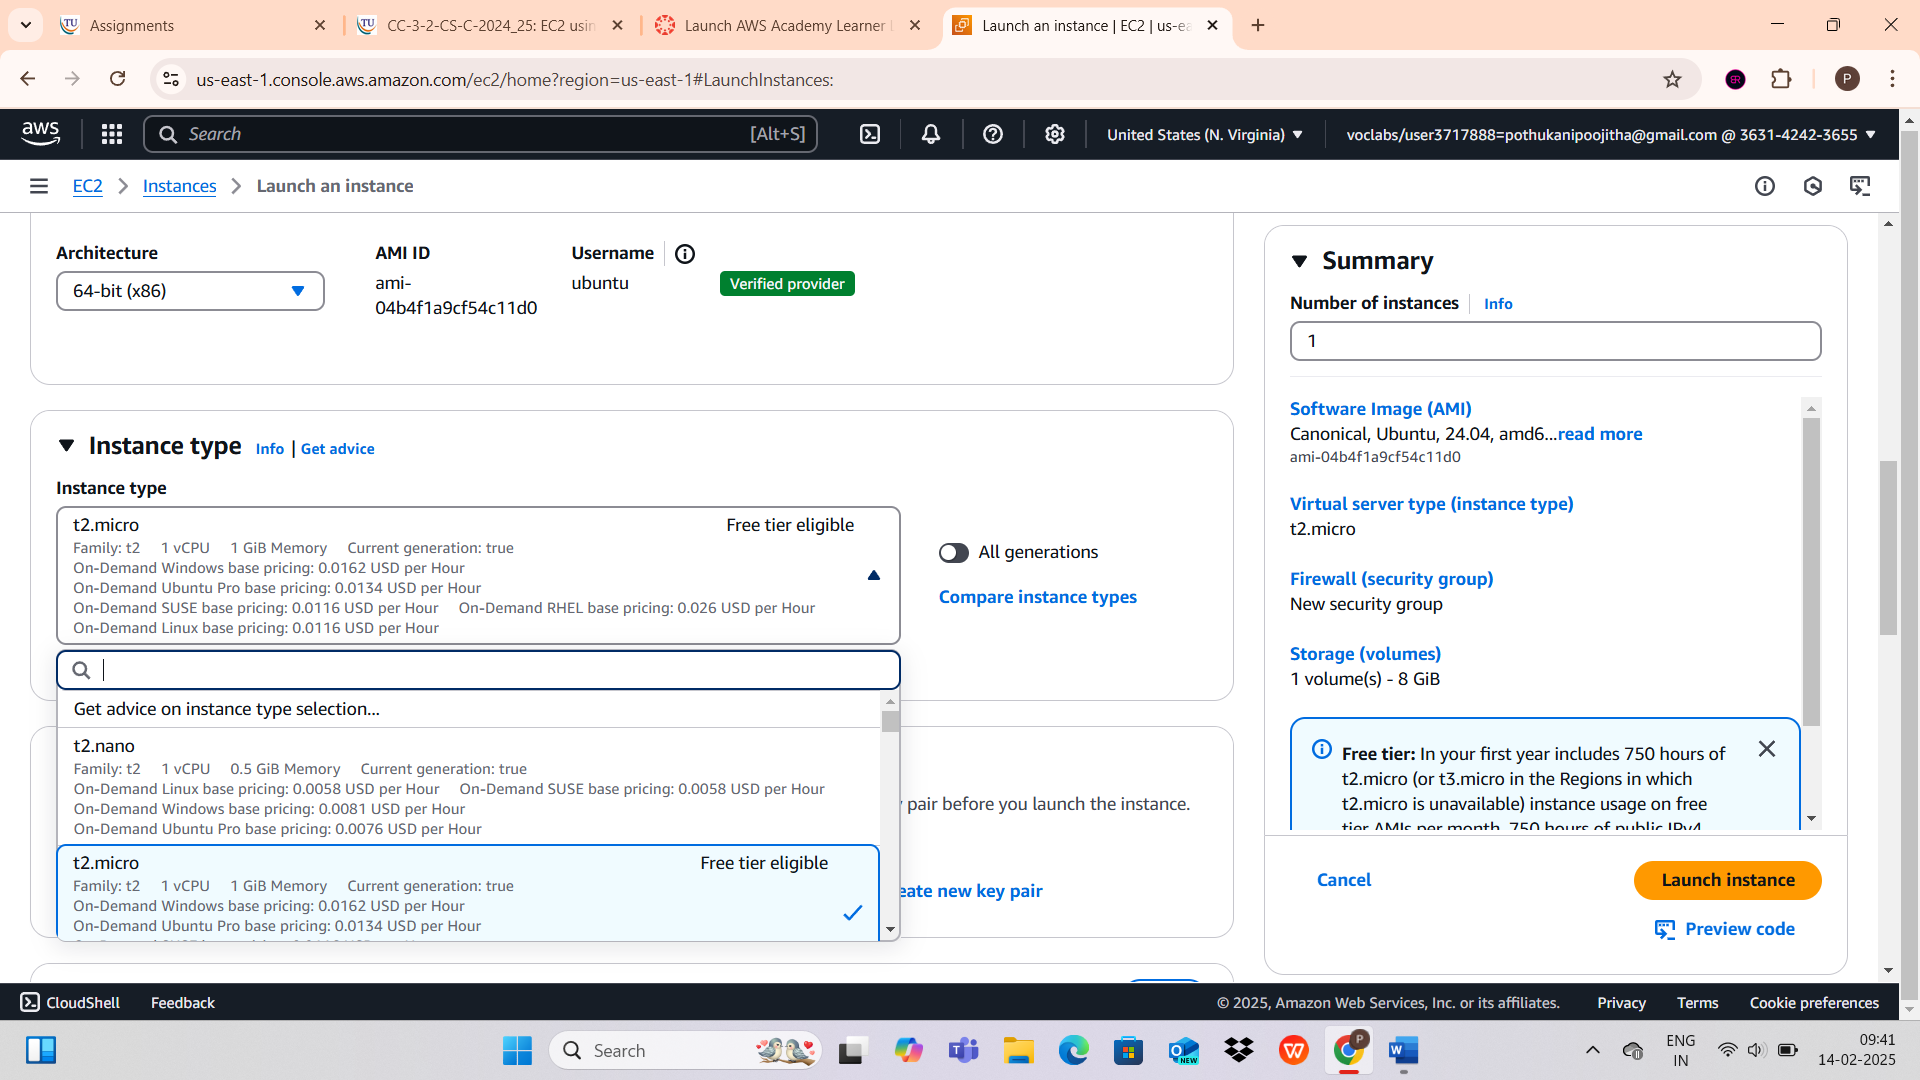 Assignments
CC-3-2-CS-C-2024_25: EC2 usin
Launch AWS Academy Learner L
Launch an instance | EC2 | us-ea
us-east-1.console.aws.amazon.com/ec2/home?region=us-east-1#LaunchInstances:
P
aws
Search
[Alt+S]
United States (N. Virginia)
voclabs/user3717888=pothukanipoojitha@gmail.com @ 3631-4242-3655
EC2
Instances
Launch an instance
Architecture
64-bit (x86)
AMI ID
ami-
04b4f1a9cf54c11d0
Username
ubuntu
Verified provider
Instance type
Info | Get advice
Instance type
t2.micro
Free tier eligible
Family: t2 1 vCPU 1 GiB Memory Current generation: true
On-Demand Windows base pricing: 0.0162 USD per Hour
On-Demand Ubuntu Pro base pricing: 0.0134 USD per Hour
On-Demand SUSE base pricing: 0.0116 USD per Hour On-Demand RHEL base pricing: 0.026 USD per Hour
On-Demand Linux base pricing: 0.0116 USD per Hour
All generations
Compare instance types
Get advice on instance type selection...
t2.nano
Family: t2 1 vCPU 0.5 GiB Memory Current generation: true
On-Demand Linux base pricing: 0.0058 USD per Hour On-Demand SUSE base pricing: 0.0058 USD per Hour
On-Demand Windows base pricing: 0.0081 USD per Hour
On-Demand Ubuntu Pro base pricing: 0.0076 USD per Hour
t2.micro
Free tier eligible
Family: t2 1 vCPU 1 GiB Memory Current generation: true
On-Demand Windows base pricing: 0.0162 USD per Hour
On-Demand Ubuntu Pro base pricing: 0.0134 USD per Hour
pair before you launch the instance.
eate new key pair
Summary
Number of instances
Info
1
Software Image (AMI)
Canonical, Ubuntu, 24.04, amd6...read more
ami-04b4f1a9cf54c11d0
Virtual server type (instance type)
t2.micro
Firewall (security group)
New security group
Storage (volumes)
1 volume(s) - 8 GiB
Free tier: In your first year includes 750 hours of
t2.micro (or t3.micro in the Regions in which
t2.micro is unavailable) instance usage on free
tier AMIs per month, 750 hours of public IPv4
Cancel
Launch instance
Preview code
CloudShell
Feedback
© 2025, Amazon Web Services, Inc. or its affiliates.
Privacy
Terms
Cookie preferences
Search
NEW
P
ENG
IN
09:41
14-02-2025